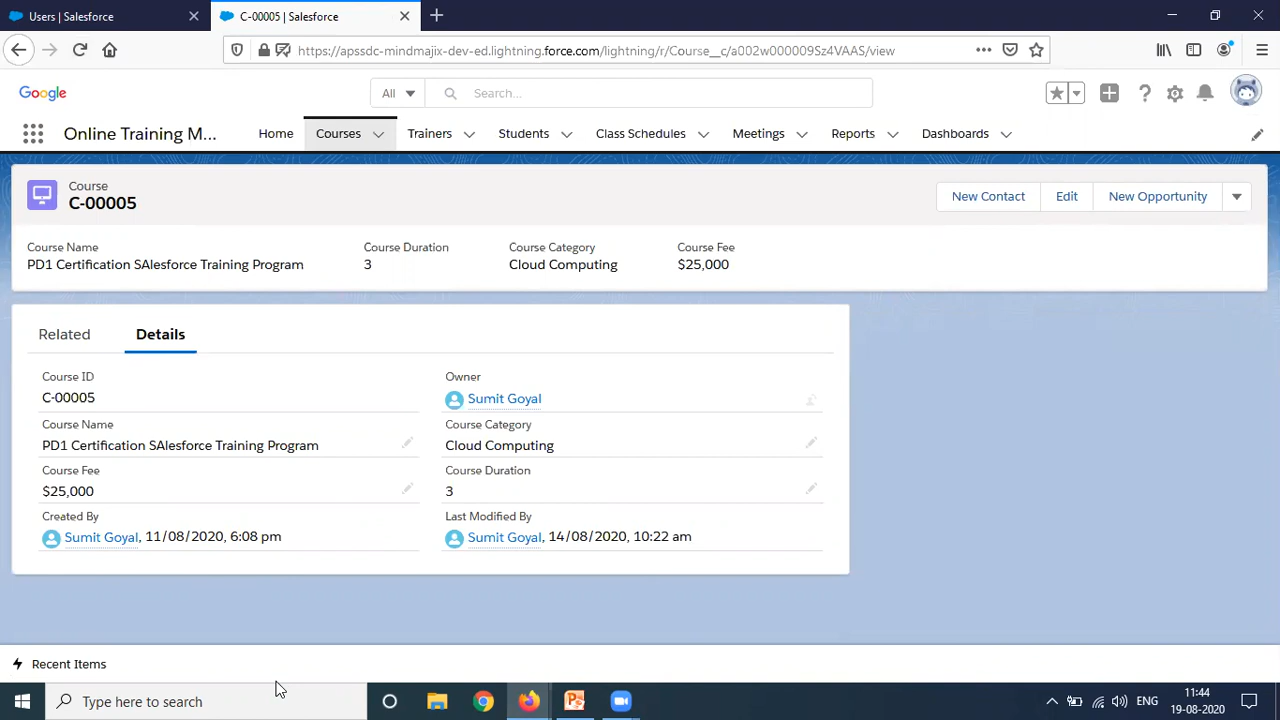 Users | Salesforce
C-00005 | Salesforce
https://apssdc-mindmajix-dev-ed.lightning.force.com/lightning/r/Course__c/a002w000009Sz4VAAS/view
Google
All
Search...
Online Training M...
Home
Courses
Trainers
Students
Class Schedules
Meetings
Reports
Dashboards
Course
C-00005
New Contact
Edit
New Opportunity
Course Name
PD1 Certification SAlesforce Training Program
Course Duration
3
Course Category
Cloud Computing
Course Fee
$25,000
Related
Details
Course ID
C-00005
Owner
Sumit Goyal
Course Name
PD1 Certification SAlesforce Training Program
Course Category
Cloud Computing
Course Fee
$25,000
Course Duration
3
Created By
Sumit Goyal, 11/08/2020, 6:08 pm
Last Modified By
Sumit Goyal, 14/08/2020, 10:22 am
Recent Items
Type here to search
ENG
11:44
19-08-2020